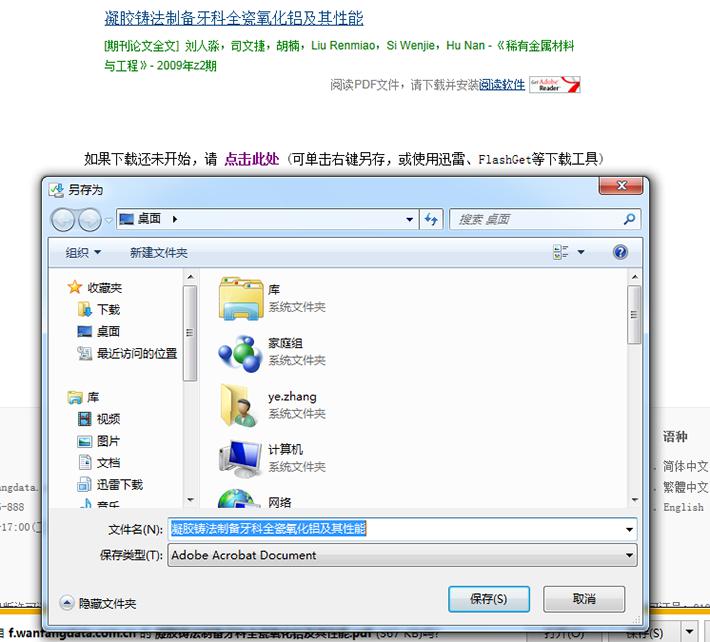 凝胶铸法制备牙科全瓷氧化铝及其性能
[期刊论文全文] 刘人淼，司文捷，胡楠，Liu Renmiao，Si Wenjie，Hu Nan -《稀有金属材料
与工程》- 2009年z2期
阅读PDF文件，请下载并安装阅读软件 Get Adobe Reader
如果下载还未开始，请 点击此处 (可单击右键另存，或使用迅雷、FlashGet等下载工具)
另存为
桌面
搜索 桌面
组织 新建文件夹
收藏夹
下载
桌面
最近访问的位置
库
视频
图片
文档
迅雷下载
音乐
库
系统文件夹
家庭组
系统文件夹
ye.zhang
系统文件夹
计算机
系统文件夹
网络
语种
简体中文
繁體中文
English
angdata.
5-888
-17:00(
文件名(N): 凝胶铸法制备牙科全瓷氧化铝及其性能
保存类型(T): Adobe Acrobat Document
隐藏文件夹 保存(S) 取消
f.wanfangdata.com.cn 的 凝胶铸法制备牙科全瓷氧化铝及其性能.pdf (567 KB)吗? 打开(O) 保存(S)